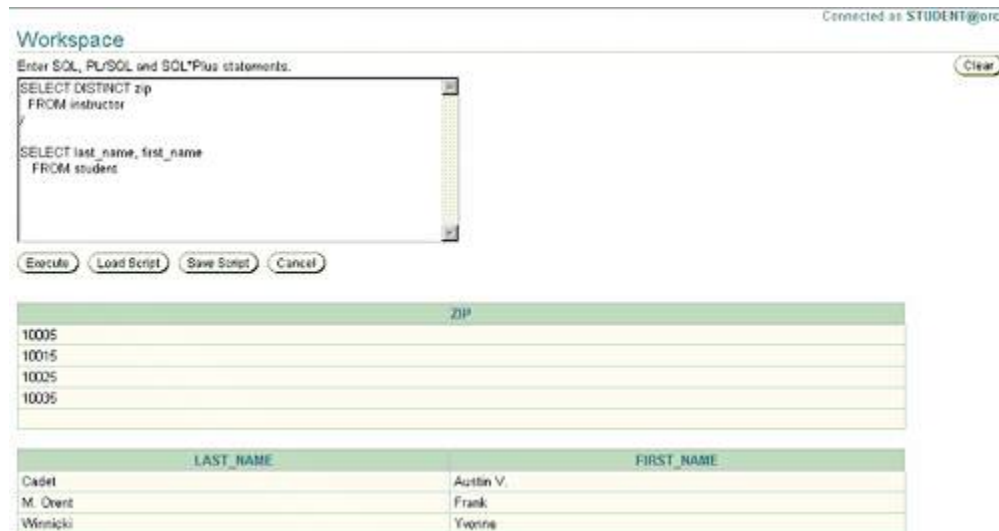 Connected as STUDENT@orc
Workspace
Enter SQL, PL/SQL and SQL*Plus statements.
Clear
SELECT DISTINCT zip
FROM instructor
/
SELECT last_name, first_name
FROM student
Execute Load Script Save Script Cancel
ZIP
10005
10015
10025
10035
LAST_NAME FIRST_NAME
Cadet Austin V.
M. Orent Frank
Winnicki Yvonne